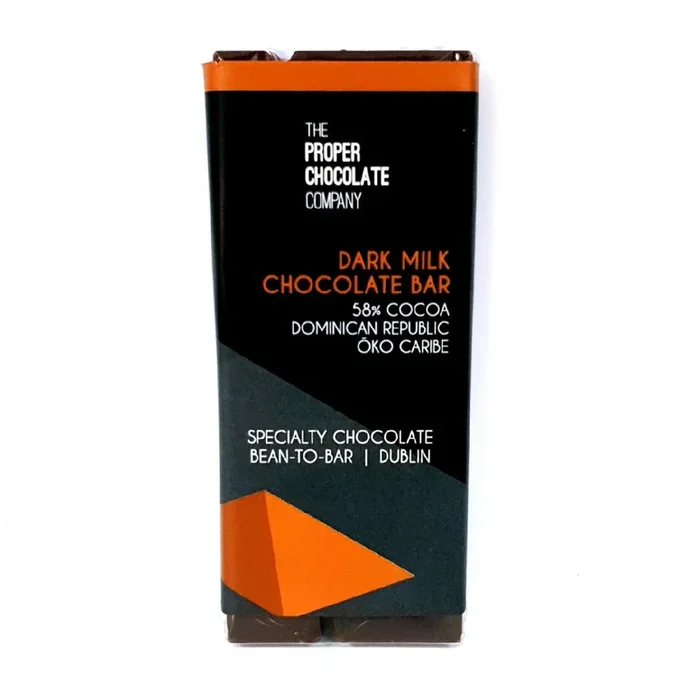 THE
PROPER
CHOCOLATE
COMPANY
DARK MILK
CHOCOLATE BAR
58% COCOA
DOMINICAN REPUBLIC
ÖKO CARIBE
SPECIALTY CHOCOLATE
BEAN-TO-BAR | DUBLIN